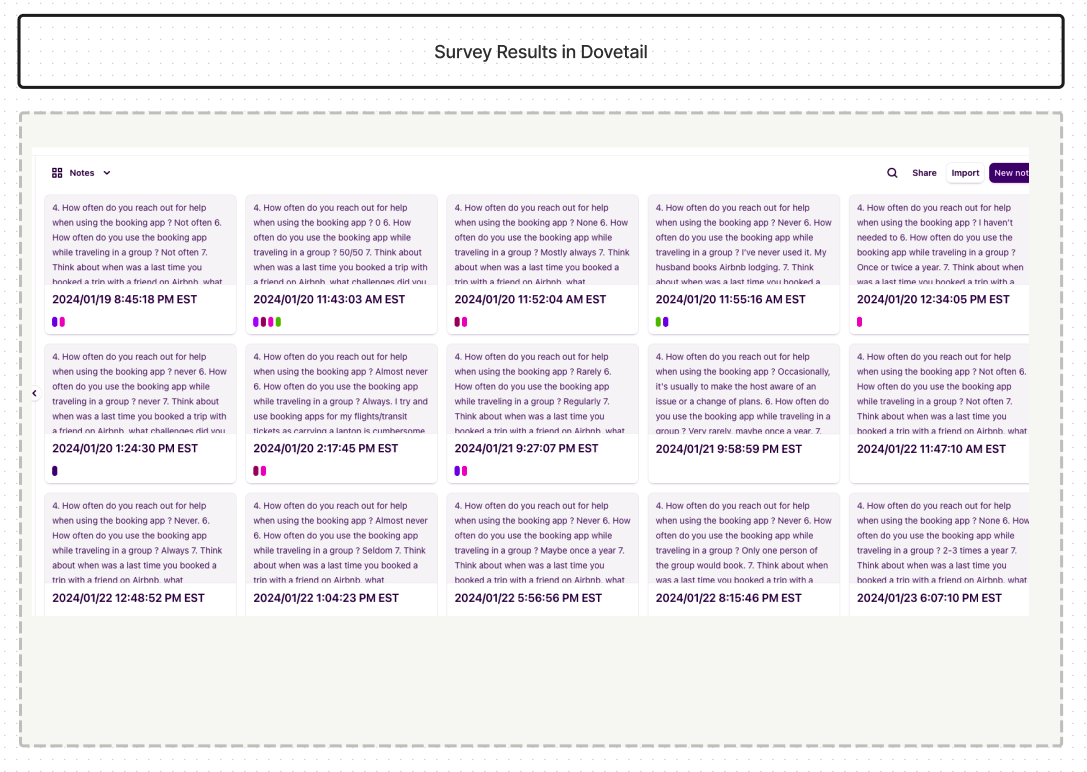 Survey Results in Dovetail
Notes
Share
Import
New not
4. How often do you reach out for help
when using the booking app ? Not often 6.
How often do you use the booking app
while traveling in a group ? Not often 7.
Think about when was a last time you
booked a trip with a friend on Airbnb, what
2024/01/19 8:45:18 PM EST
4. How often do you reach out for help
when using the booking app ? 0 6. How
often do you use the booking app while
traveling in a group ? 50/50 7. Think about
when was a last time you booked a trip with
a friend on Airbnb, what challenges did you
2024/01/20 11:43:03 AM EST
4. How often do you reach out for help
when using the booking app ? None 6. How
often do you use the booking app while
traveling in a group ? Mostly always 7. Think
about when was a last time you booked a
trip with a friend on Airbnb, what
2024/01/20 11:52:04 AM EST
4. How often do you reach out for help
when using the booking app ? Never 6. How
often do you use the booking app while
traveling in a group ? I've never used it. My
husband books Airbnb lodging. 7. Think
about when was a last time you booked a
2024/01/20 11:55:16 AM EST
4. How often do you reach out for help
when using the booking app ? I haven't
needed to 6. How often do you use the
booking app while traveling in a group ?
Once or twice a year. 7. Think about when
was a last time you booked a trip with a
2024/01/20 12:34:05 PM EST
4. How often do you reach out for help
when using the booking app ? never 6. How
often do you use the booking app while
traveling in a group ? never 7. Think about
when was a last time you booked a trip with
a friend on Airbnb, what challenges did you
2024/01/20 1:24:30 PM EST
4. How often do you reach out for help
when using the booking app ? Almost never
6. How often do you use the booking app
while traveling in a group ? Always. I try and
use booking apps for my flights/transit
tickets as carrying a laptop is cumbersome
2024/01/20 2:17:45 PM EST
4. How often do you reach out for help
when using the booking app ? Rarely 6.
How often do you use the booking app
while traveling in a group ? Regularly 7.
Think about when was a last time you
booked a trip with a friend on Airbnb, what
2024/01/21 9:27:07 PM EST
4. How often do you reach out for help
when using the booking app ? Occasionally,
it's usually to make the host aware of an
issue or a change of plans. 6. How often do
you use the booking app while traveling in a
group ? Very rarely, maybe once a year. 7.
2024/01/21 9:58:59 PM EST
4. How often do you reach out for help
when using the booking app ? Not often 6.
How often do you use the booking app
while traveling in a group ? Not often 7.
Think about when was a last time you
booked a trip with a friend on Airbnb, what
2024/01/22 11:47:10 AM EST
4. How often do you reach out for help
when using the booking app ? Never. 6.
How often do you use the booking app
while traveling in a group ? Always 7. Think
about when was a last time you booked a
trip with a friend on Airbnb, what
2024/01/22 12:48:52 PM EST
4. How often do you reach out for help
when using the booking app ? Almost never
6. How often do you use the booking app
while traveling in a group ? Seldom 7. Think
about when was a last time you booked a
trip with a friend on Airbnb, what
2024/01/22 1:04:23 PM EST
4. How often do you reach out for help
when using the booking app ? Never 6. How
often do you use the booking app while
traveling in a group ? Maybe once a year 7.
Think about when was a last time you
booked a trip with a friend on Airbnb, what
2024/01/22 5:56:56 PM EST
4. How often do you reach out for help
when using the booking app ? Never 6. How
often do you use the booking app while
traveling in a group ? Only one person of
the group would book. 7. Think about when
was a last time you booked a trip with a
2024/01/22 8:15:46 PM EST
4. How often do you reach out for help
when using the booking app ? None 6. How
often do you use the booking app while
traveling in a group ? 2-3 times a year 7.
Think about when was a last time you
booked a trip with a friend on Airbnb, what
2024/01/23 6:07:10 PM EST